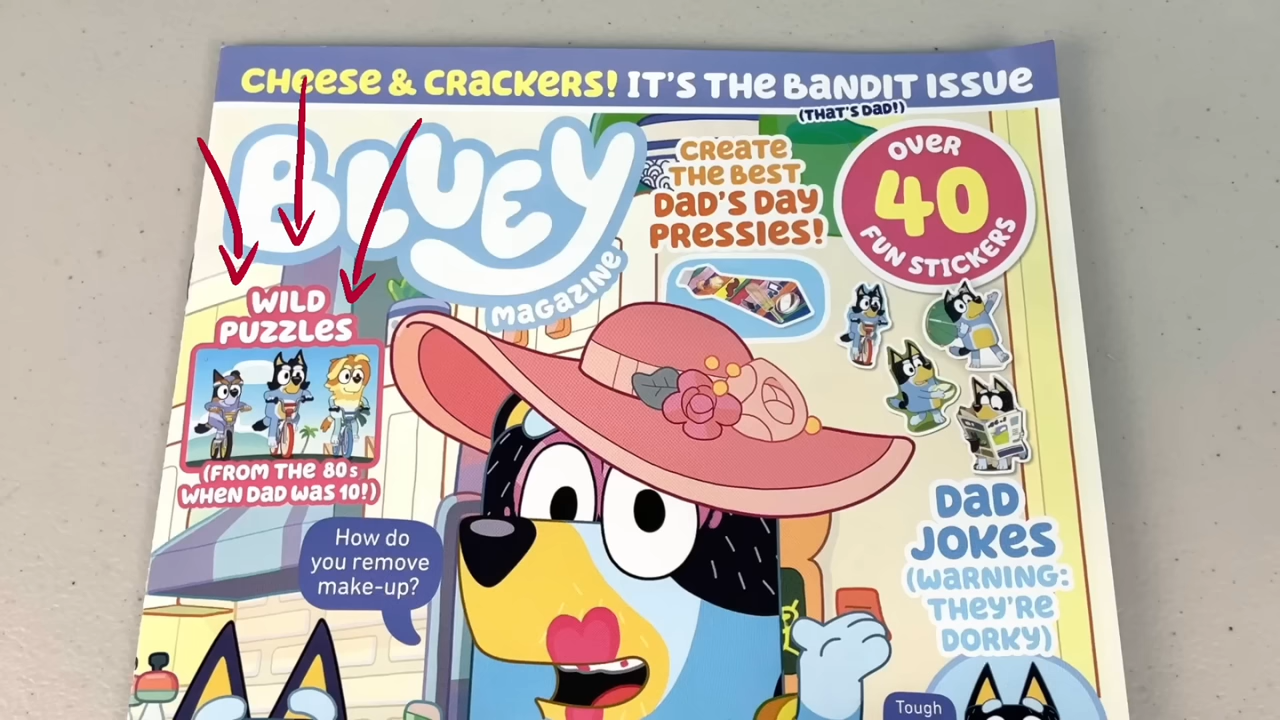 CHEESE & CRACKERS! IT'S THE BANDIT ISSUE
(THAT'S DAD!)
BLUEY
MAGAZINE
CREATE
THE BEST
DAD'S DAY
PRESSIES!
OVER
40
FUN STICKERS
WILD
PUZZLES
(FROM THE 80s
WHEN DAD WAS 10!)
How do
you remove
make-up?
DAD
JOKES
(WARNING:
THEY'RE
DORKY)
Tough